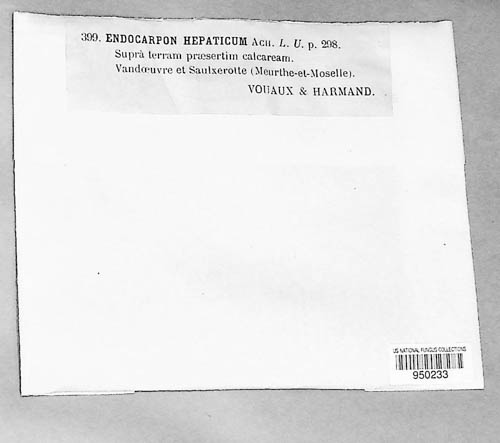 399. ENDOCARPON HEPATICUM Ach. L. U. p. 298.
Suprà terram præsertim calcaream.
Vandœuvre et Saulxerotte (Meurthe-et-Moselle).
VOUAUX & HARMAND.
US NATIONAL FUNGUS COLLECTIONS
950233